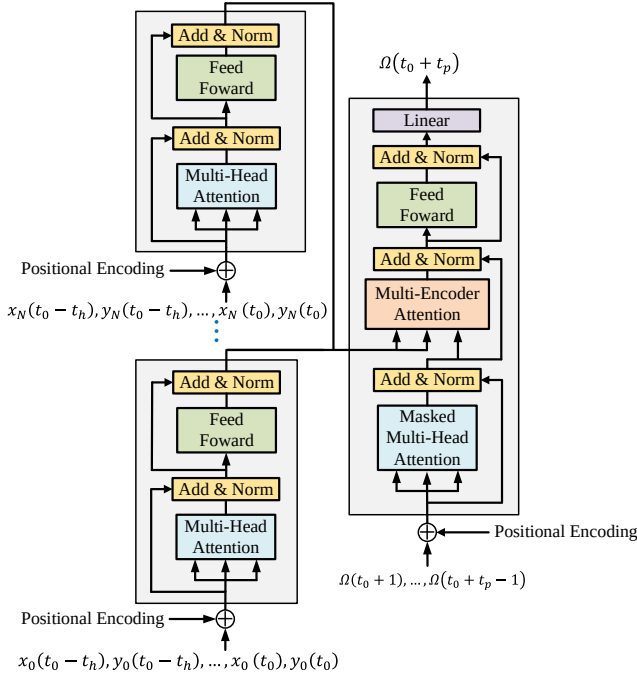 Add & Norm
Feed
Foward
Add & Norm
Multi-Head
Attention
Positional Encoding
x_N(t_0 − t_h), y_N(t_0 − t_h), …, x_N (t_0), y_N(t_0)
Add & Norm
Feed
Foward
Add & Norm
Multi-Head
Attention
Positional Encoding
x_0(t_0 − t_h), y_0(t_0 − t_h), …, x_0 (t_0), y_0(t_0)
Ω(t_0 + t_p)
Linear
Add & Norm
Feed
Foward
Add & Norm
Multi-Encoder
Attention
Add & Norm
Masked
Multi-Head
Attention
Positional Encoding
Ω(t_0 + 1), …, Ω(t_0 + t_p − 1)